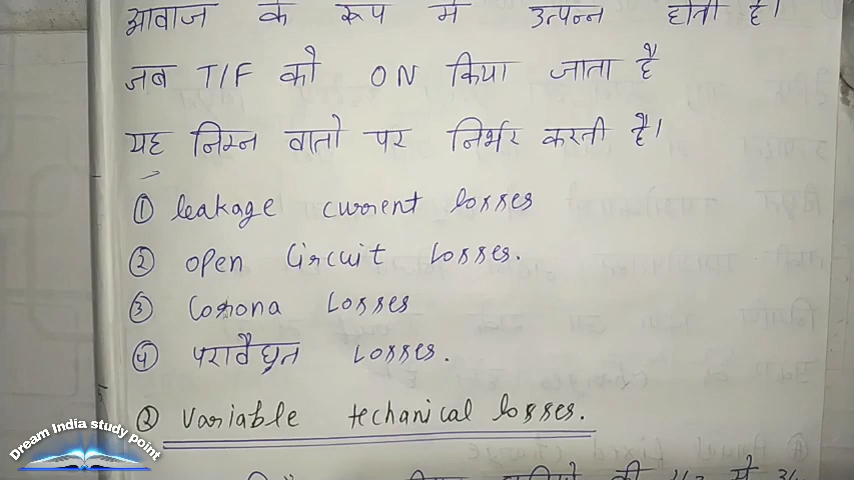 आवाज के रूप में उत्पन्न होती है।
जब T/F को ON किया जाता है
यह निम्न वातो पर निर्भर करती है।
① leakage current losses
② open Circuit Losses.
③ Corona Losses
④ परावैद्युत Losses.
② Variable techanical losses.
Dream India study point